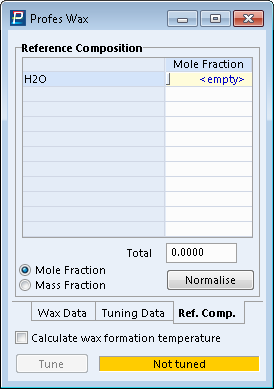 Profes Wax
Reference Composition
Mole Fraction
H2O <empty>
Total 0.0000
Mole Fraction
Mass Fraction
Normalise
Wax Data Tuning Data Ref. Comp.
Calculate wax formation temperature
Tune Not tuned